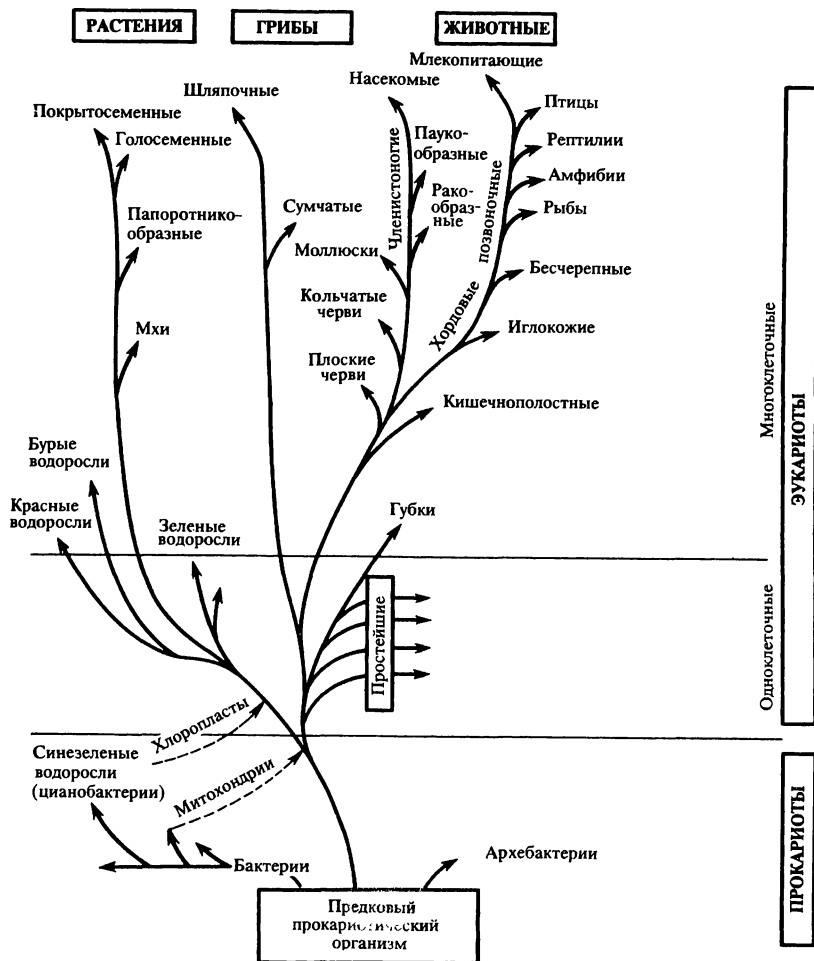 РАСТЕНИЯ
ГРИБЫ
ЖИВОТНЫЕ
Млекопитающие
Насекомые
Шляпочные
Птицы
Покрытосеменные
Голосеменные
Пауко-
образные
Рептилии
Амфибии
Рако-
образ-
ные
Рыбы
Членистоногие
позвоночные
Хордовые
Папоротнико-
образные
Сумчатые
Моллюски
Бесчерепные
Кольчатые
черви
Мхи
Иглокожие
Плоские
черви
Кишечнополостные
Многоклеточные
ЭУКАРИОТЫ
Бурые
водоросли
Красные
водоросли
Зеленые
водоросли
Губки
Простейшие
Одноклеточные
Хлоропласты
Синезеленые
водоросли
(цианобактерии)
Митохондрии
Бактерии
Архебактерии
ПРОКАРИОТЫ
Предковый
прокариотический
организм